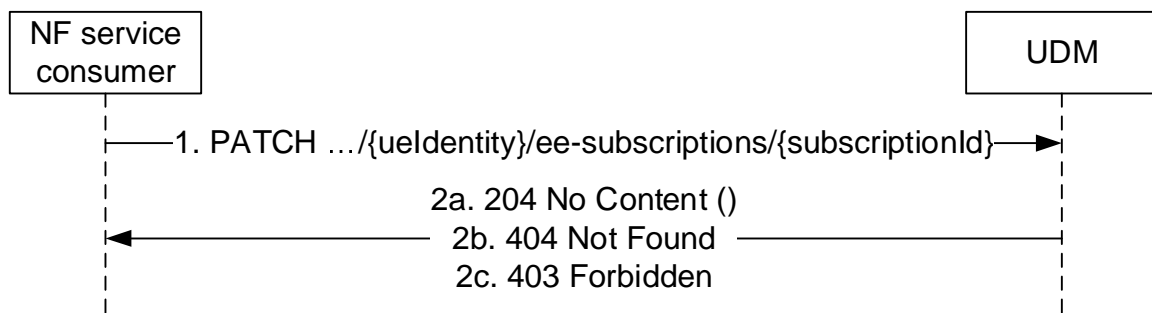 NF service
consumer
UDM
1. PATCH …/{ueIdentity}/ee-subscriptions/{subscriptionId}
2a. 204 No Content ()
2b. 404 Not Found
2c. 403 Forbidden